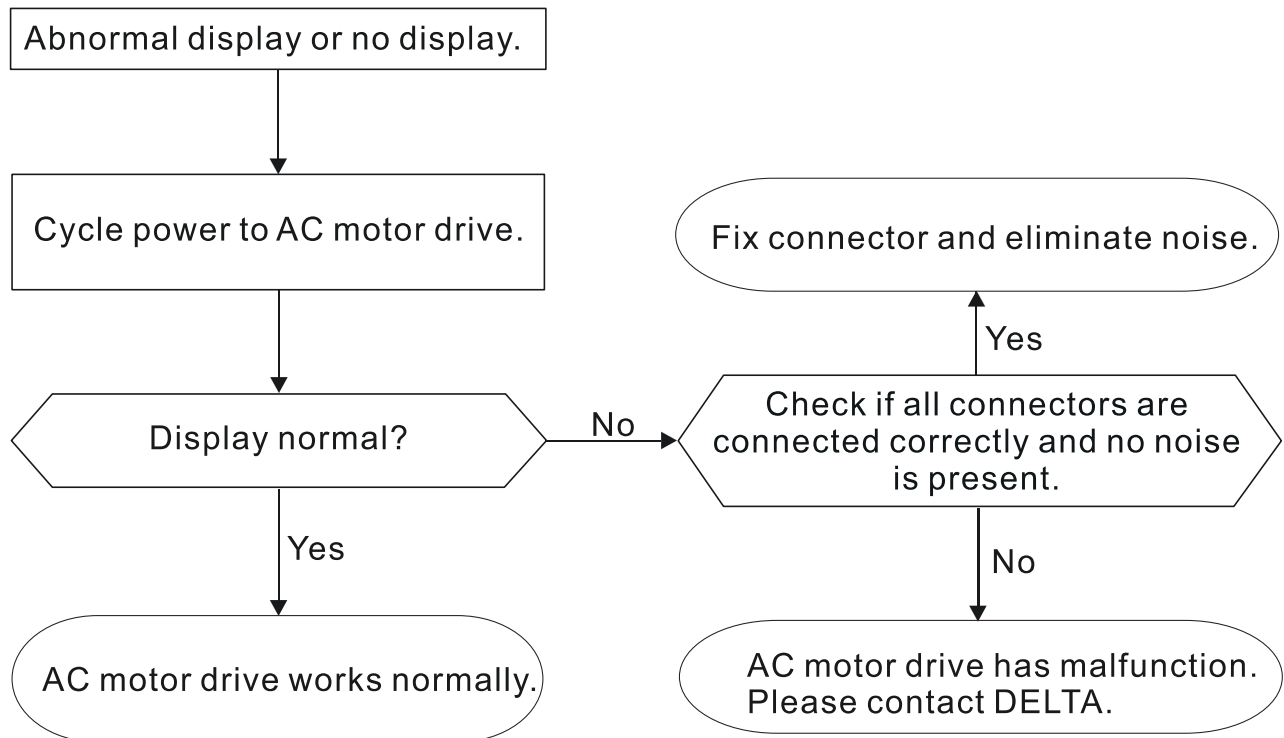 Abnormal display or no display.
Cycle power to AC motor drive.
Fix connector and eliminate noise.
Yes
Display normal?
No
Check if all connectors are
connected correctly and no noise
is present.
Yes
No
AC motor drive works normally.
AC motor drive has malfunction.
Please contact DELTA.